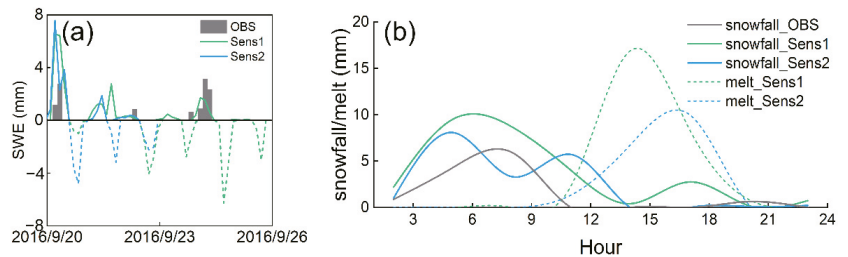 (a)
OBS
Sens1
Sens2
SWE (mm)
8
4
0
−4
−8
2016/9/20
2016/9/23
2016/9/26
(b)
snowfall_OBS
snowfall_Sens1
snowfall_Sens2
melt_Sens1
melt_Sens2
snowfall/melt (mm)
20
15
10
5
0
3
6
9
12
15
18
21
24
Hour